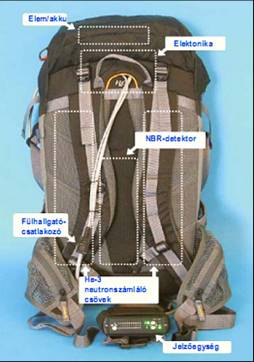 Elem/akku
Elektonika
NBR-detektor
Fülhallgató-
csatlakozó
He-3
neutronszámláló
csövek
Jelzőegység